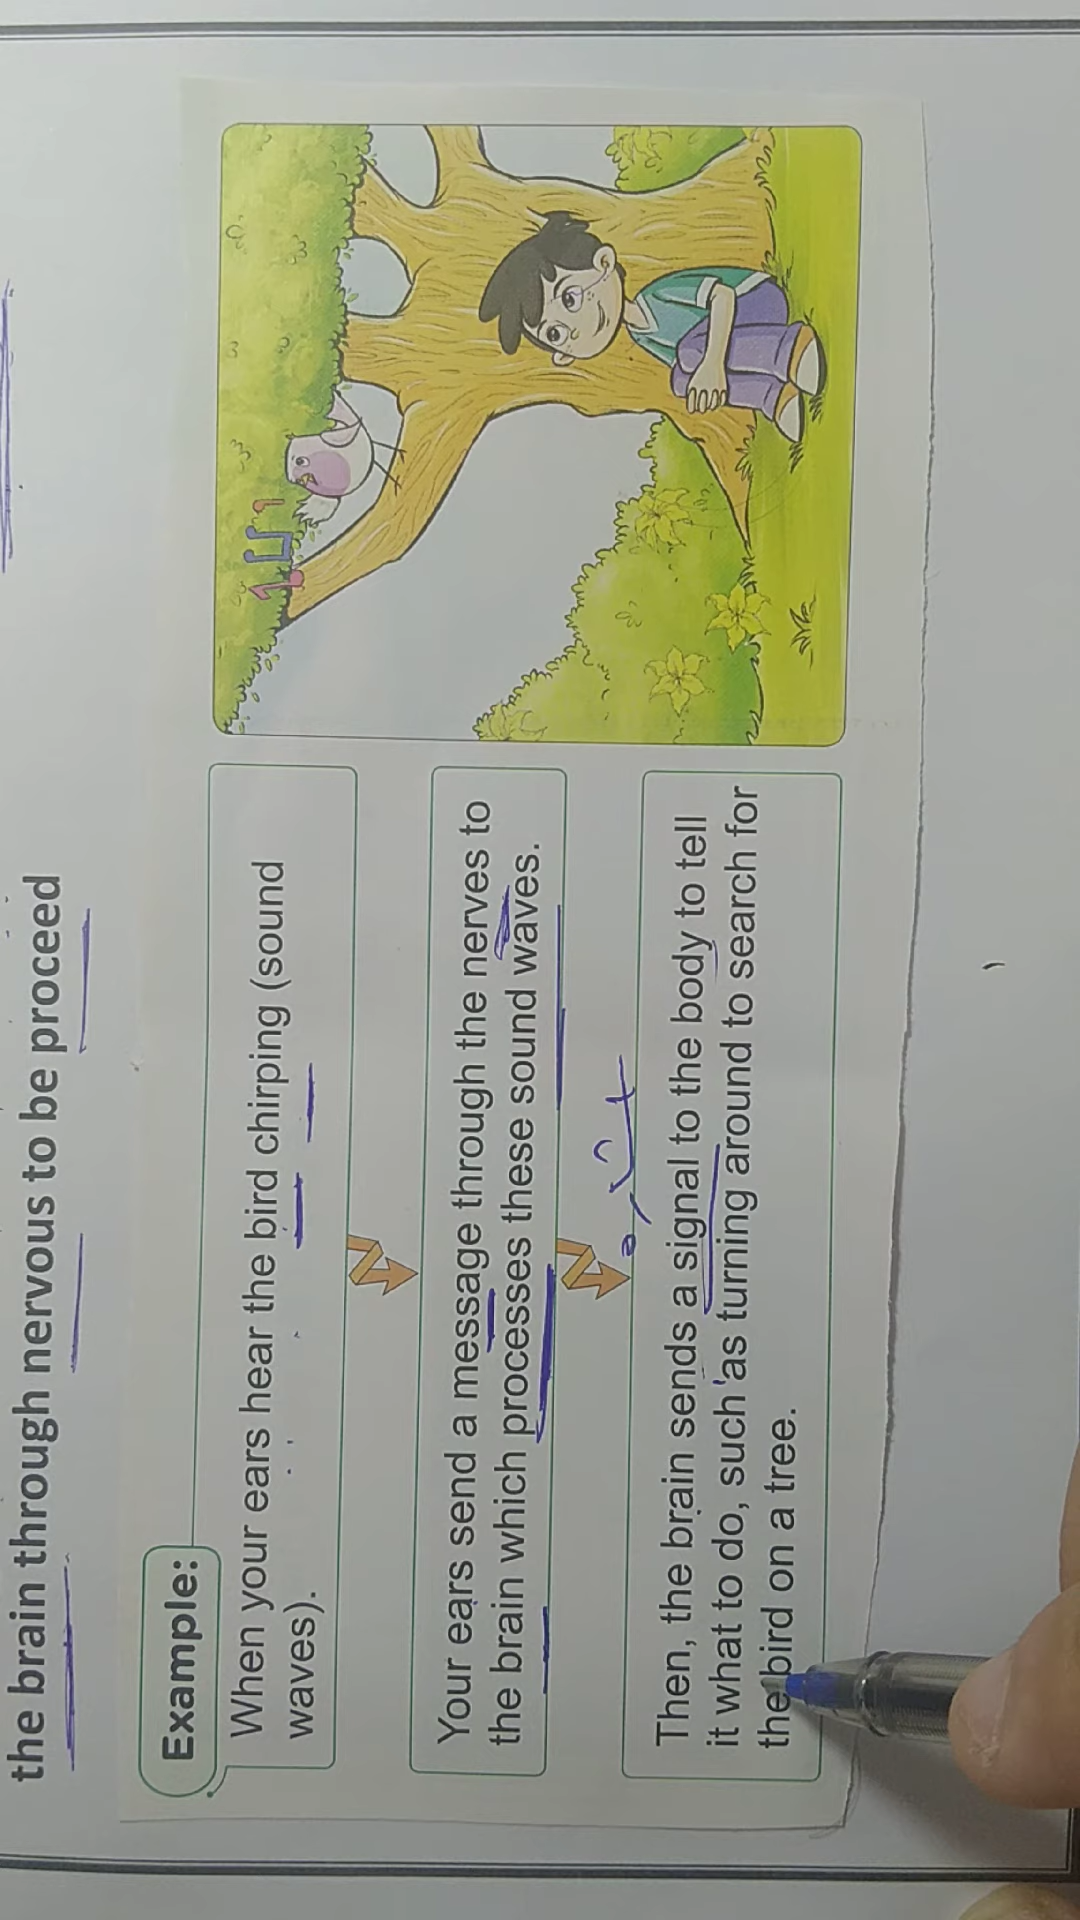 the brain through nervous to be proceed
Example:
When your ears hear the bird chirping (sound
waves).
Your ears send a message through the nerves to
the brain which processes these sound waves.
Then, the brain sends a signal to the body to tell
it what to do, such as turning around to search for
the bird on a tree.